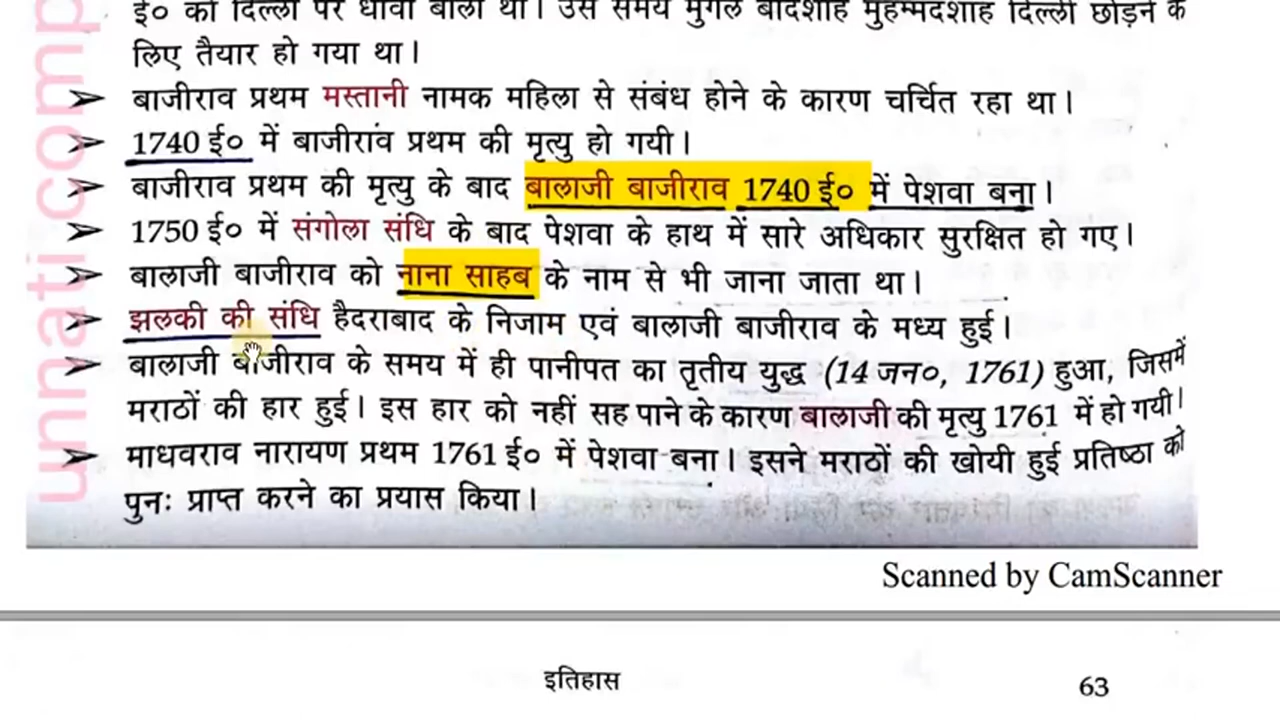 ई० को दिल्ली पर धावा बोला था। उस समय मुगल बादशाह मुहम्मदशाह दिल्ली छोड़ने के
लिए तैयार हो गया था।
➢ बाजीराव प्रथम मस्तानी नामक महिला से संबंध होने के कारण चर्चित रहा था।
➢ 1740 ई० में बाजीराव प्रथम की मृत्यु हो गयी।
➢ बाजीराव प्रथम की मृत्यु के बाद बालाजी बाजीराव 1740 ई० में पेशवा बना।
➢ 1750 ई० में संगोला संधि के बाद पेशवा के हाथ में सारे अधिकार सुरक्षित हो गए।
➢ बालाजी बाजीराव को नाना साहब के नाम से भी जाना जाता था।
➢ झलकी की संधि हैदराबाद के निजाम एवं बालाजी बाजीराव के मध्य हुई।
➢ बालाजी बाजीराव के समय में ही पानीपत का तृतीय युद्ध (14 जन०, 1761) हुआ, जिसमें
मराठों की हार हुई। इस हार को नहीं सह पाने के कारण बालाजी की मृत्यु 1761 में हो गयी।
➢ माधवराव नारायण प्रथम 1761 ई० में पेशवा बना। इसने मराठों की खोयी हुई प्रतिष्ठा को
पुनः प्राप्त करने का प्रयास किया।
Scanned by CamScanner
इतिहास 63